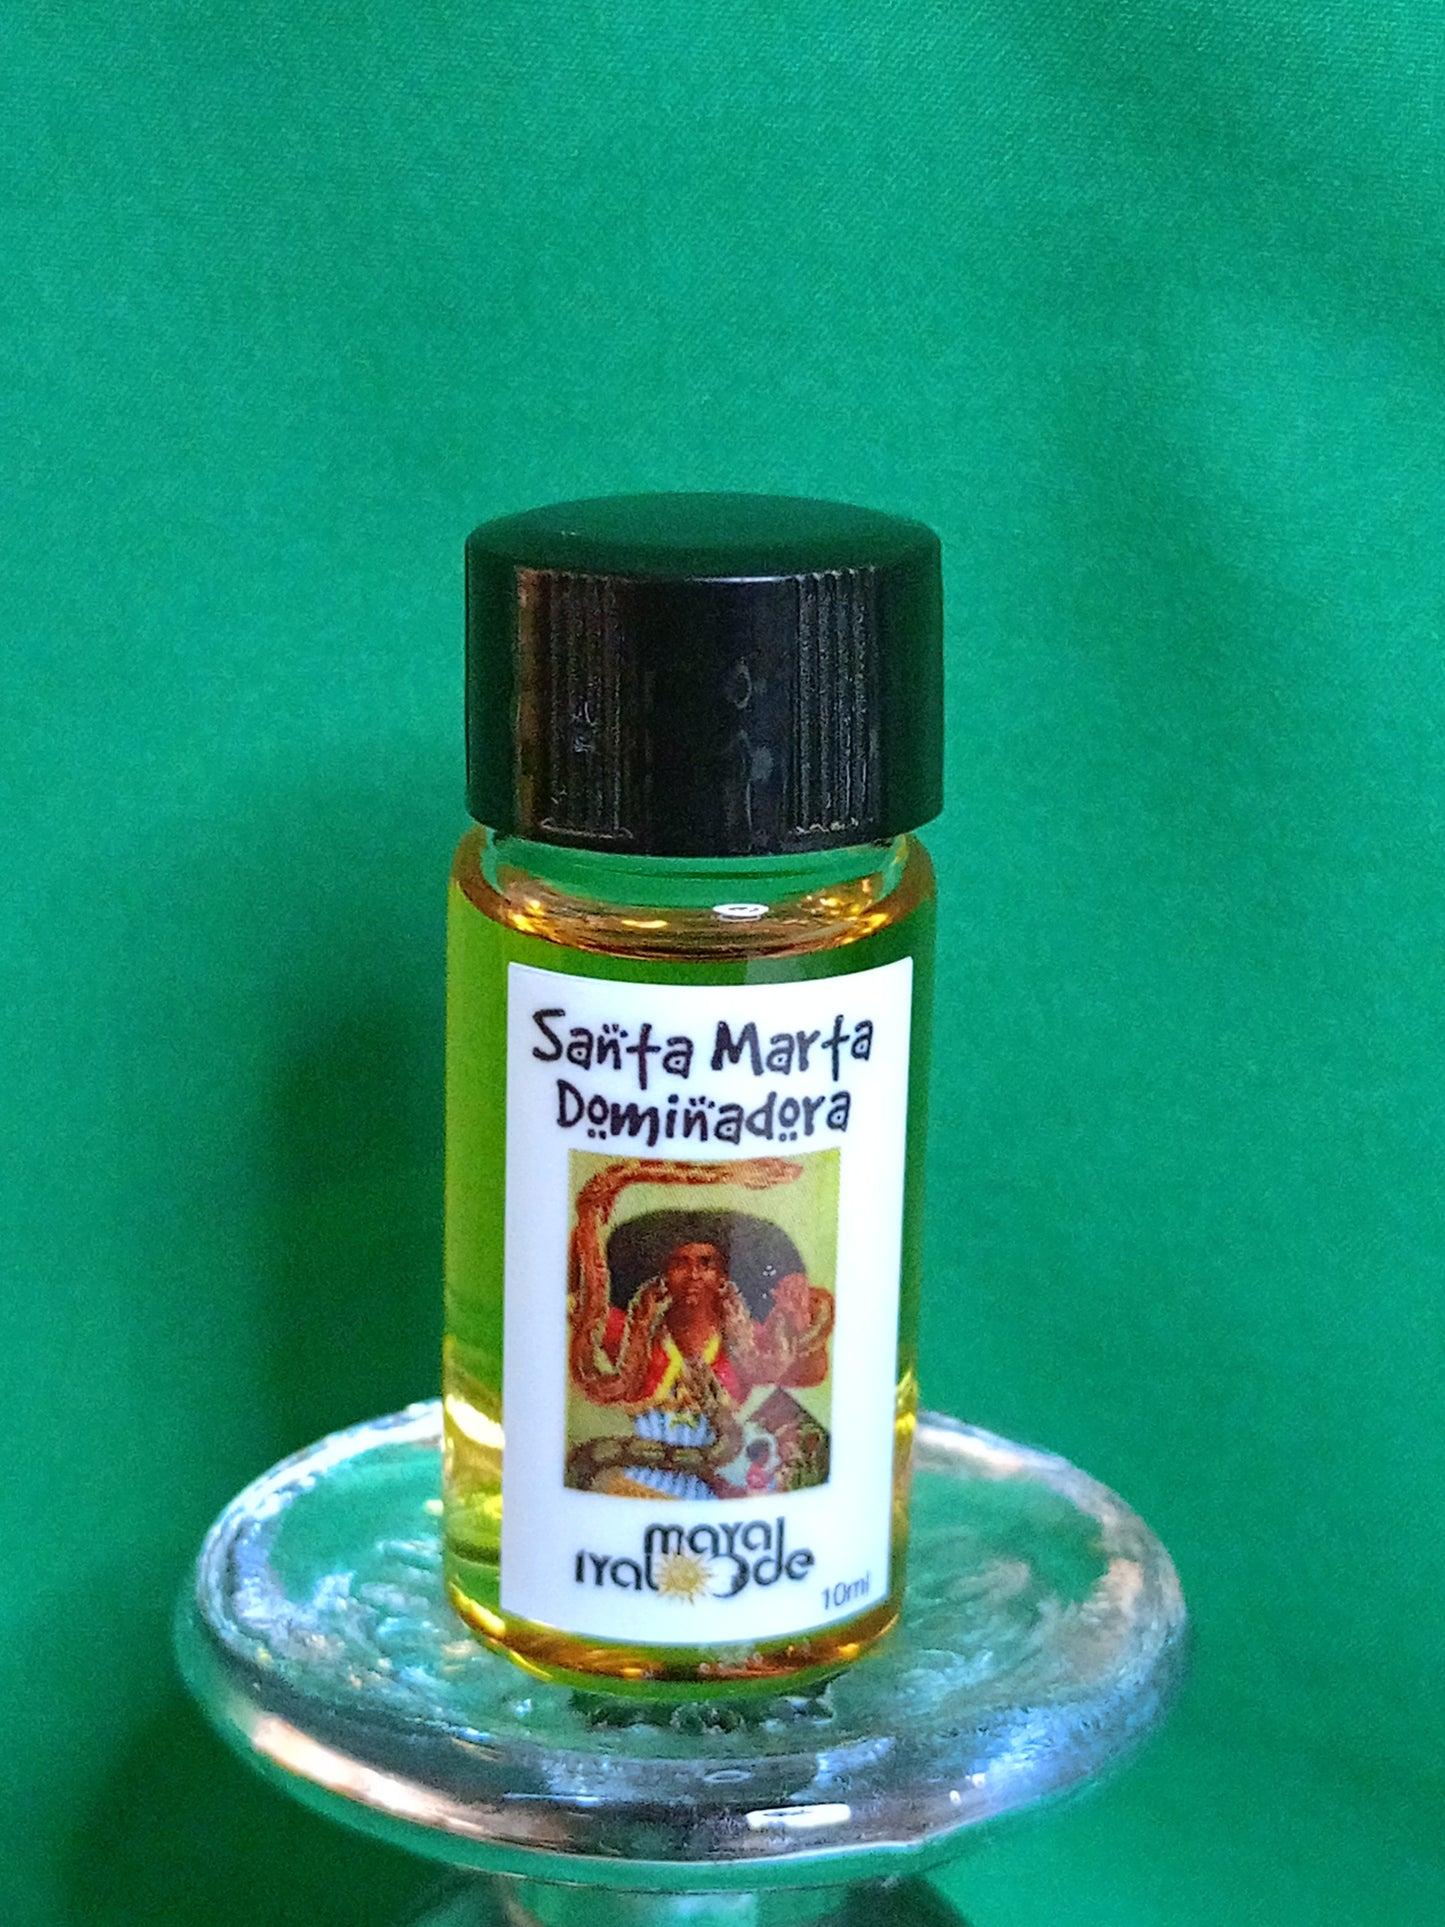 Santa Marta
Dominadora
maya
iyalode
10ml